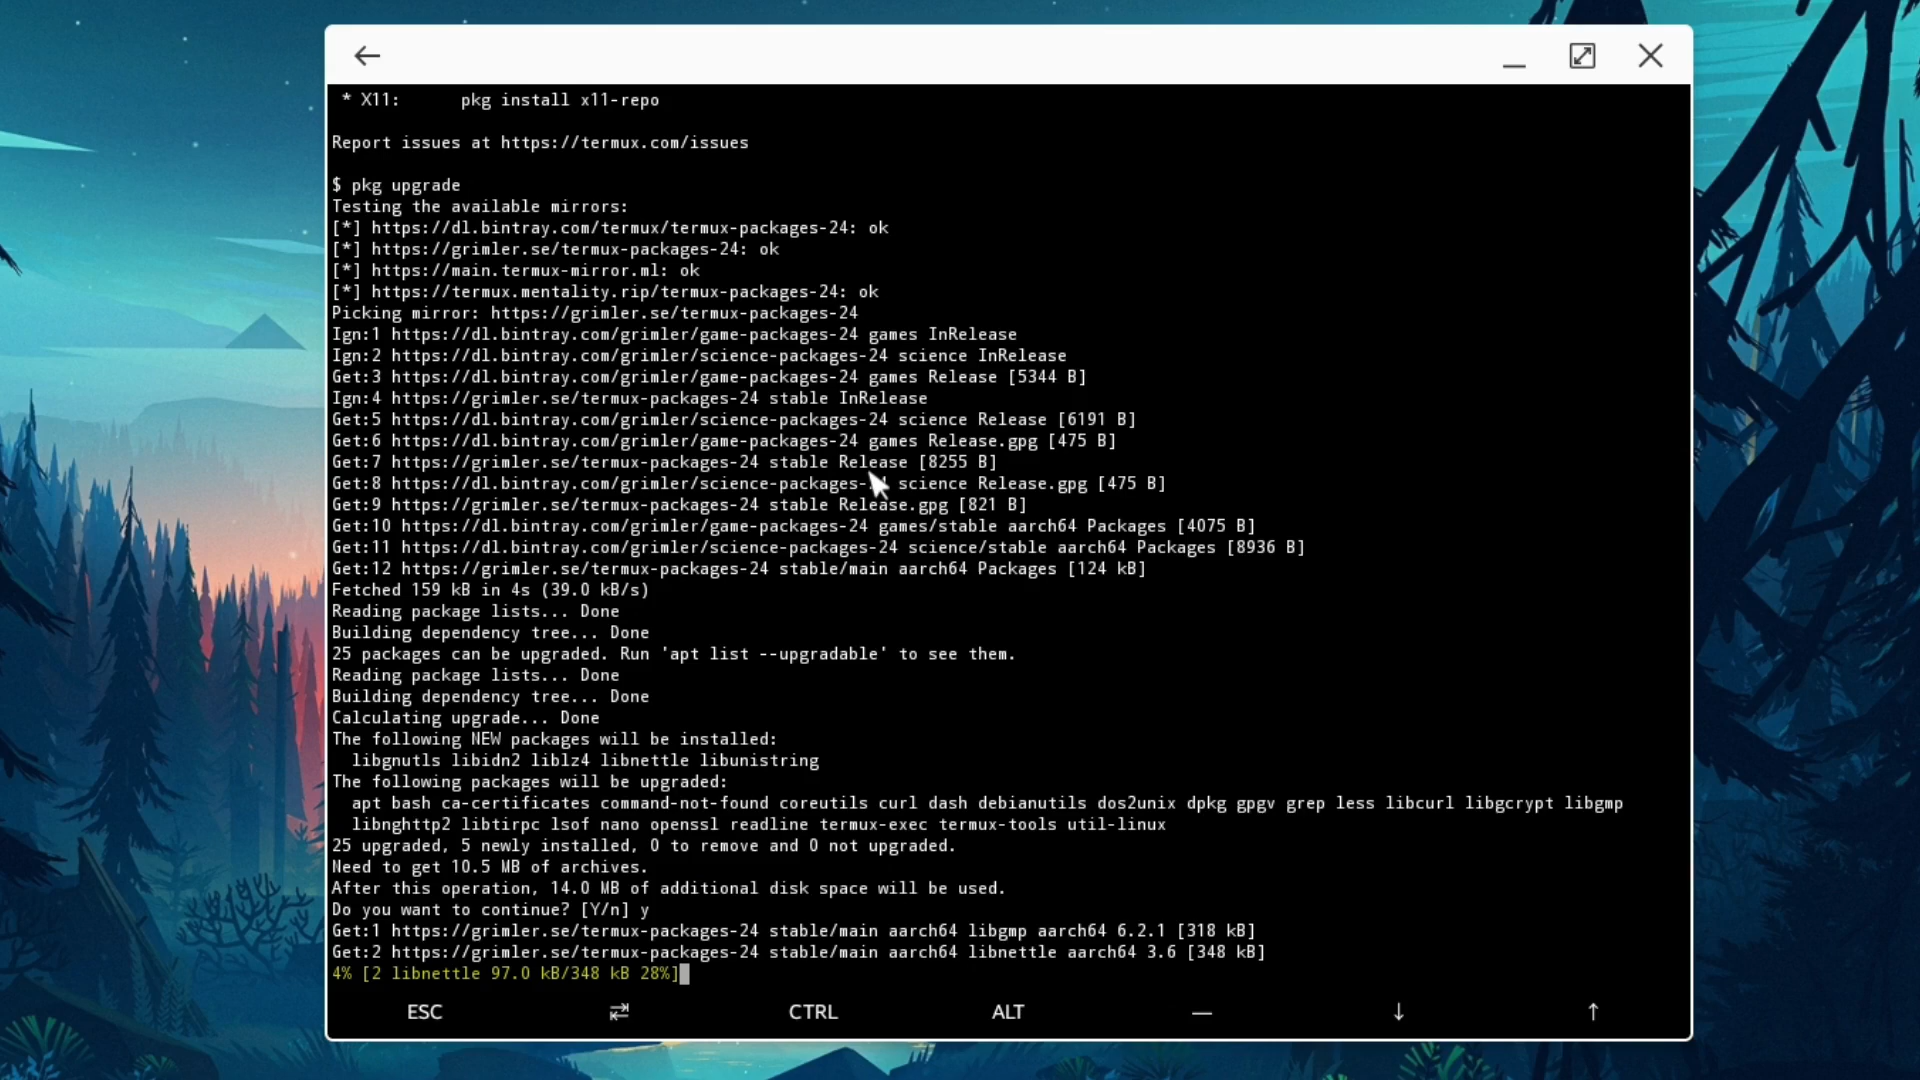 * X11:      pkg install x11-repo
Report issues at https://termux.com/issues
$ pkg upgrade
Testing the available mirrors:
[*] https://dl.bintray.com/termux/termux-packages-24: ok
[*] https://grimler.se/termux-packages-24: ok
[*] https://main.termux-mirror.ml: ok
[*] https://termux.mentality.rip/termux-packages-24: ok
Picking mirror: https://grimler.se/termux-packages-24
Ign:1 https://dl.bintray.com/grimler/game-packages-24 games InRelease
Ign:2 https://dl.bintray.com/grimler/science-packages-24 science InRelease
Get:3 https://dl.bintray.com/grimler/game-packages-24 games Release [5344 B]
Ign:4 https://grimler.se/termux-packages-24 stable InRelease
Get:5 https://dl.bintray.com/grimler/science-packages-24 science Release [6191 B]
Get:6 https://dl.bintray.com/grimler/game-packages-24 games Release.gpg [475 B]
Get:7 https://grimler.se/termux-packages-24 stable Release [8255 B]
Get:8 https://dl.bintray.com/grimler/science-packages-24 science Release.gpg [475 B]
Get:9 https://grimler.se/termux-packages-24 stable Release.gpg [821 B]
Get:10 https://dl.bintray.com/grimler/game-packages-24 games/stable aarch64 Packages [4075 B]
Get:11 https://dl.bintray.com/grimler/science-packages-24 science/stable aarch64 Packages [8936 B]
Get:12 https://grimler.se/termux-packages-24 stable/main aarch64 Packages [124 kB]
Fetched 159 kB in 4s (39.0 kB/s)
Reading package lists... Done
Building dependency tree... Done
25 packages can be upgraded. Run 'apt list --upgradable' to see them.
Reading package lists... Done
Building dependency tree... Done
Calculating upgrade... Done
The following NEW packages will be installed:
  libgnutls libidn2 liblz4 libnettle libunistring
The following packages will be upgraded:
  apt bash ca-certificates command-not-found coreutils curl dash debianutils dos2unix dpkg gpgv grep less libcurl libgcrypt libgmp
  libnghttp2 libtirpc lsof nano openssl readline termux-exec termux-tools util-linux
25 upgraded, 5 newly installed, 0 to remove and 0 not upgraded.
Need to get 10.5 MB of archives.
After this operation, 14.0 MB of additional disk space will be used.
Do you want to continue? [Y/n] y
Get:1 https://grimler.se/termux-packages-24 stable/main aarch64 libgmp aarch64 6.2.1 [318 kB]
Get:2 https://grimler.se/termux-packages-24 stable/main aarch64 libnettle aarch64 3.6 [348 kB]
4% [2 libnettle 97.0 kB/348 kB 28%]
ESC ⇄ CTRL ALT — ↓ ↑